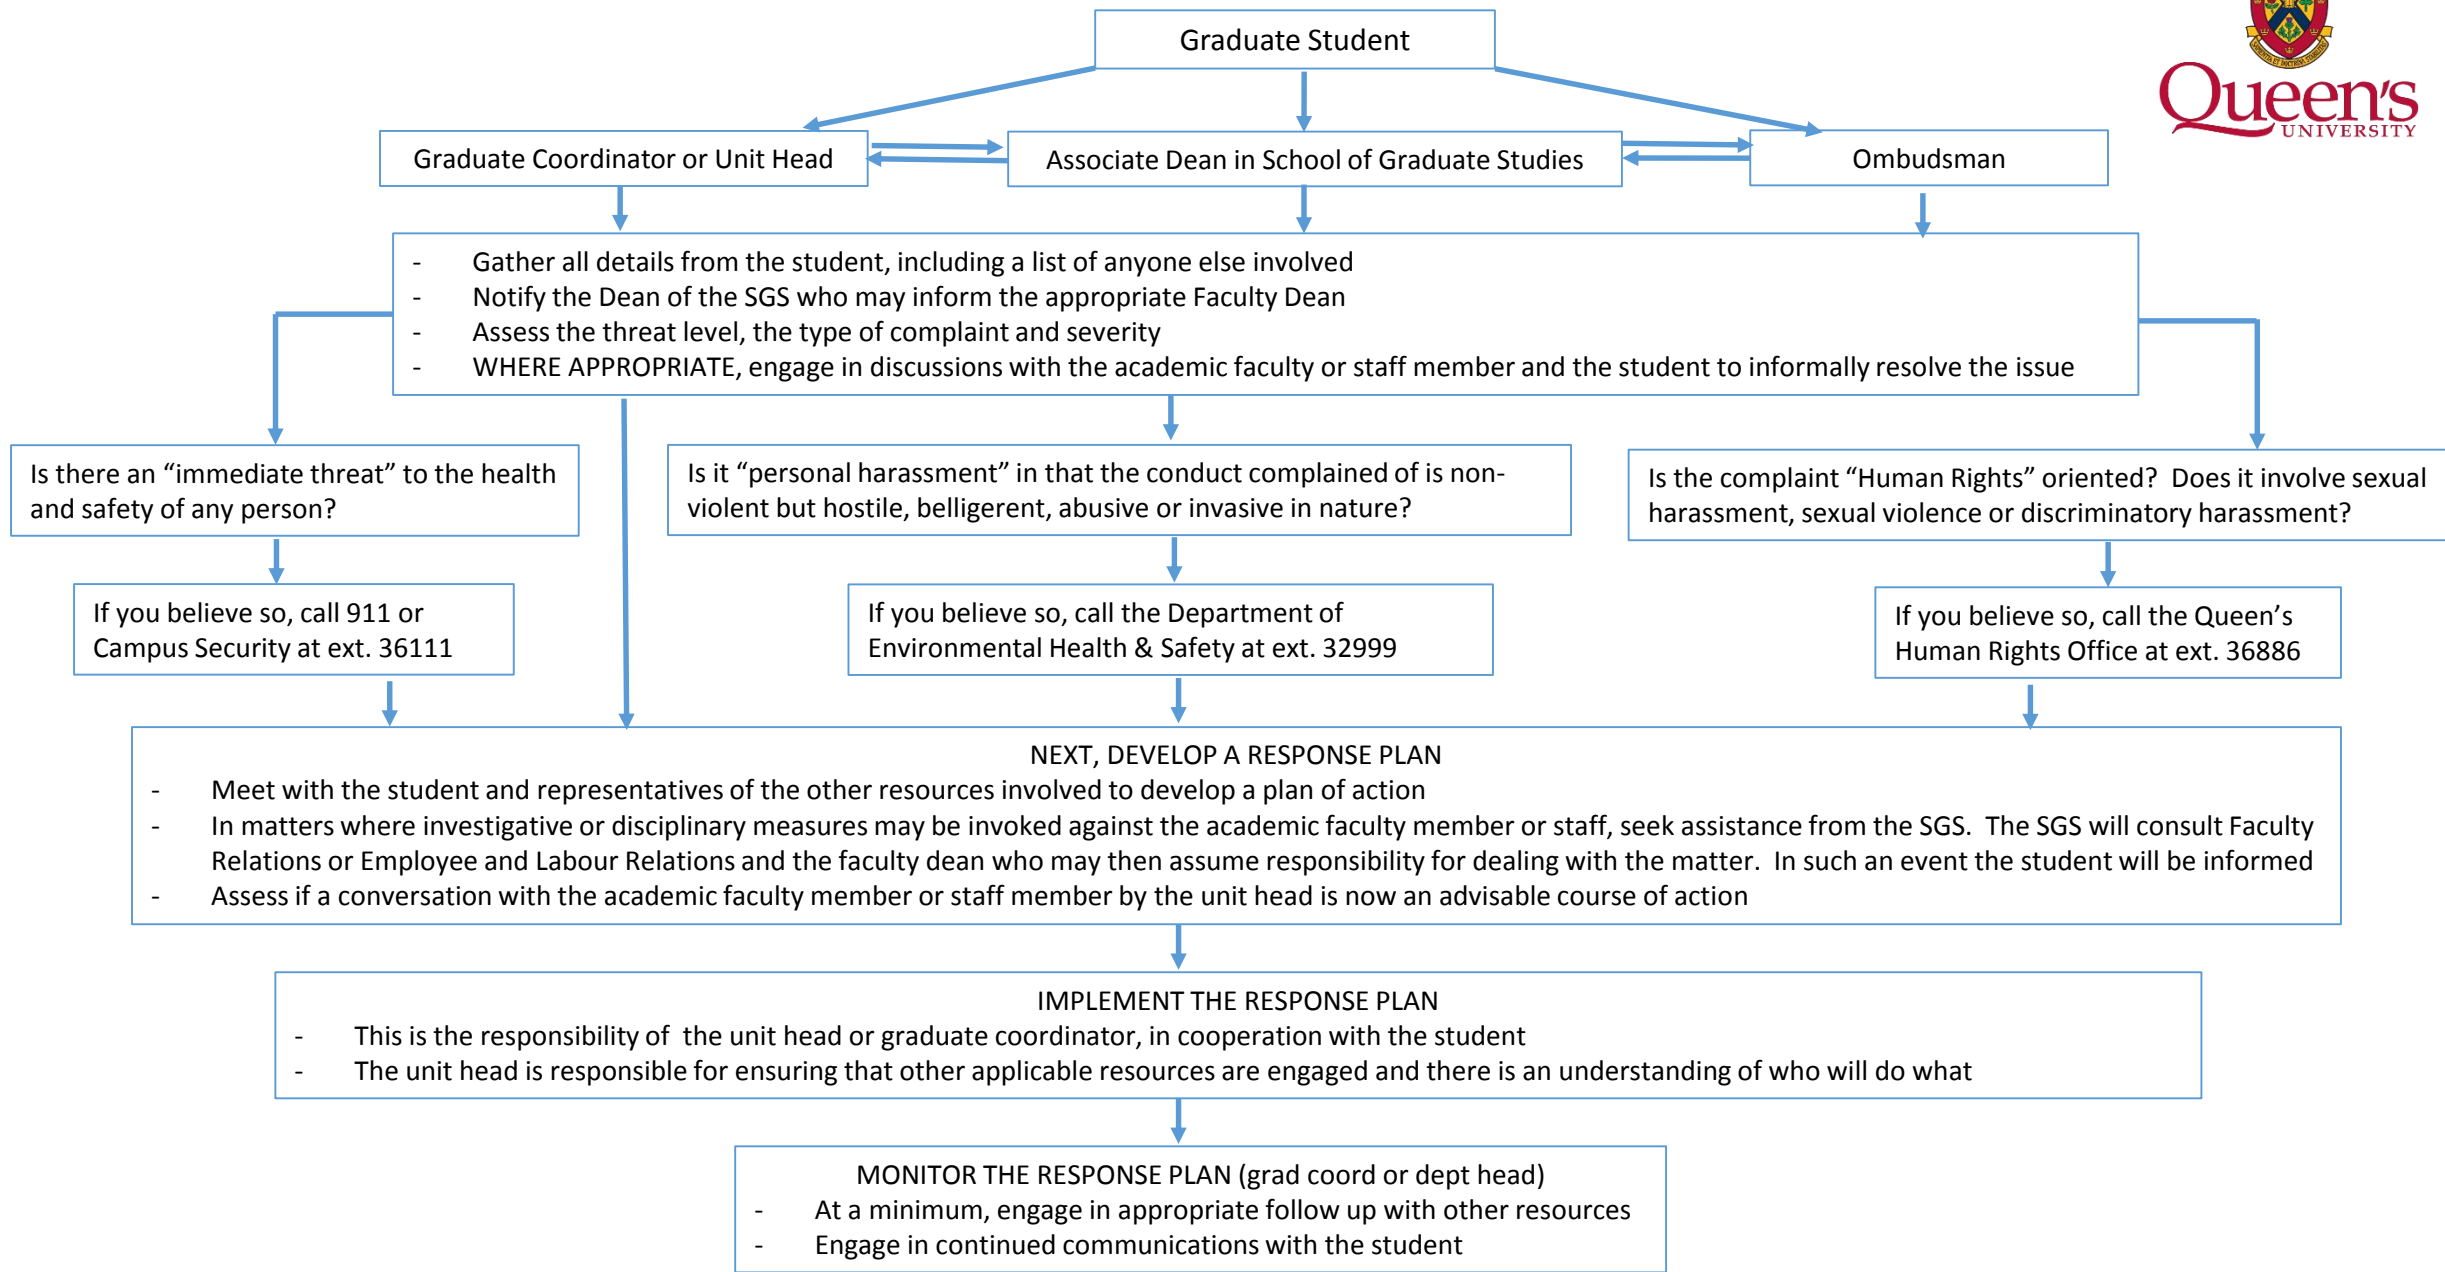 Graduate Student
Queen's
UNIVERSITY
Graduate Coordinator or Unit Head
Associate Dean in School of Graduate Studies
Ombudsman
- Gather all details from the student, including a list of anyone else involved
- Notify the Dean of the SGS who may inform the appropriate Faculty Dean
- Assess the threat level, the type of complaint and severity
- WHERE APPROPRIATE, engage in discussions with the academic faculty or staff member and the student to informally resolve the issue
Is there an “immediate threat” to the health
and safety of any person?
Is it “personal harassment” in that the conduct complained of is non-
violent but hostile, belligerent, abusive or invasive in nature?
Is the complaint “Human Rights” oriented?  Does it involve sexual
harassment, sexual violence or discriminatory harassment?
If you believe so, call 911 or
Campus Security at ext. 36111
If you believe so, call the Department of
Environmental Health & Safety at ext. 32999
If you believe so, call the Queen’s
Human Rights Office at ext. 36886
NEXT, DEVELOP A RESPONSE PLAN
- Meet with the student and representatives of the other resources involved to develop a plan of action
- In matters where investigative or disciplinary measures may be invoked against the academic faculty member or staff, seek assistance from the SGS.  The SGS will consult Faculty
Relations or Employee and Labour Relations and the faculty dean who may then assume responsibility for dealing with the matter.  In such an event the student will be informed
- Assess if a conversation with the academic faculty member or staff member by the unit head is now an advisable course of action
IMPLEMENT THE RESPONSE PLAN
- This is the responsibility of  the unit head or graduate coordinator, in cooperation with the student
- The unit head is responsible for ensuring that other applicable resources are engaged and there is an understanding of who will do what
MONITOR THE RESPONSE PLAN (grad coord or dept head)
- At a minimum, engage in appropriate follow up with other resources
- Engage in continued communications with the student